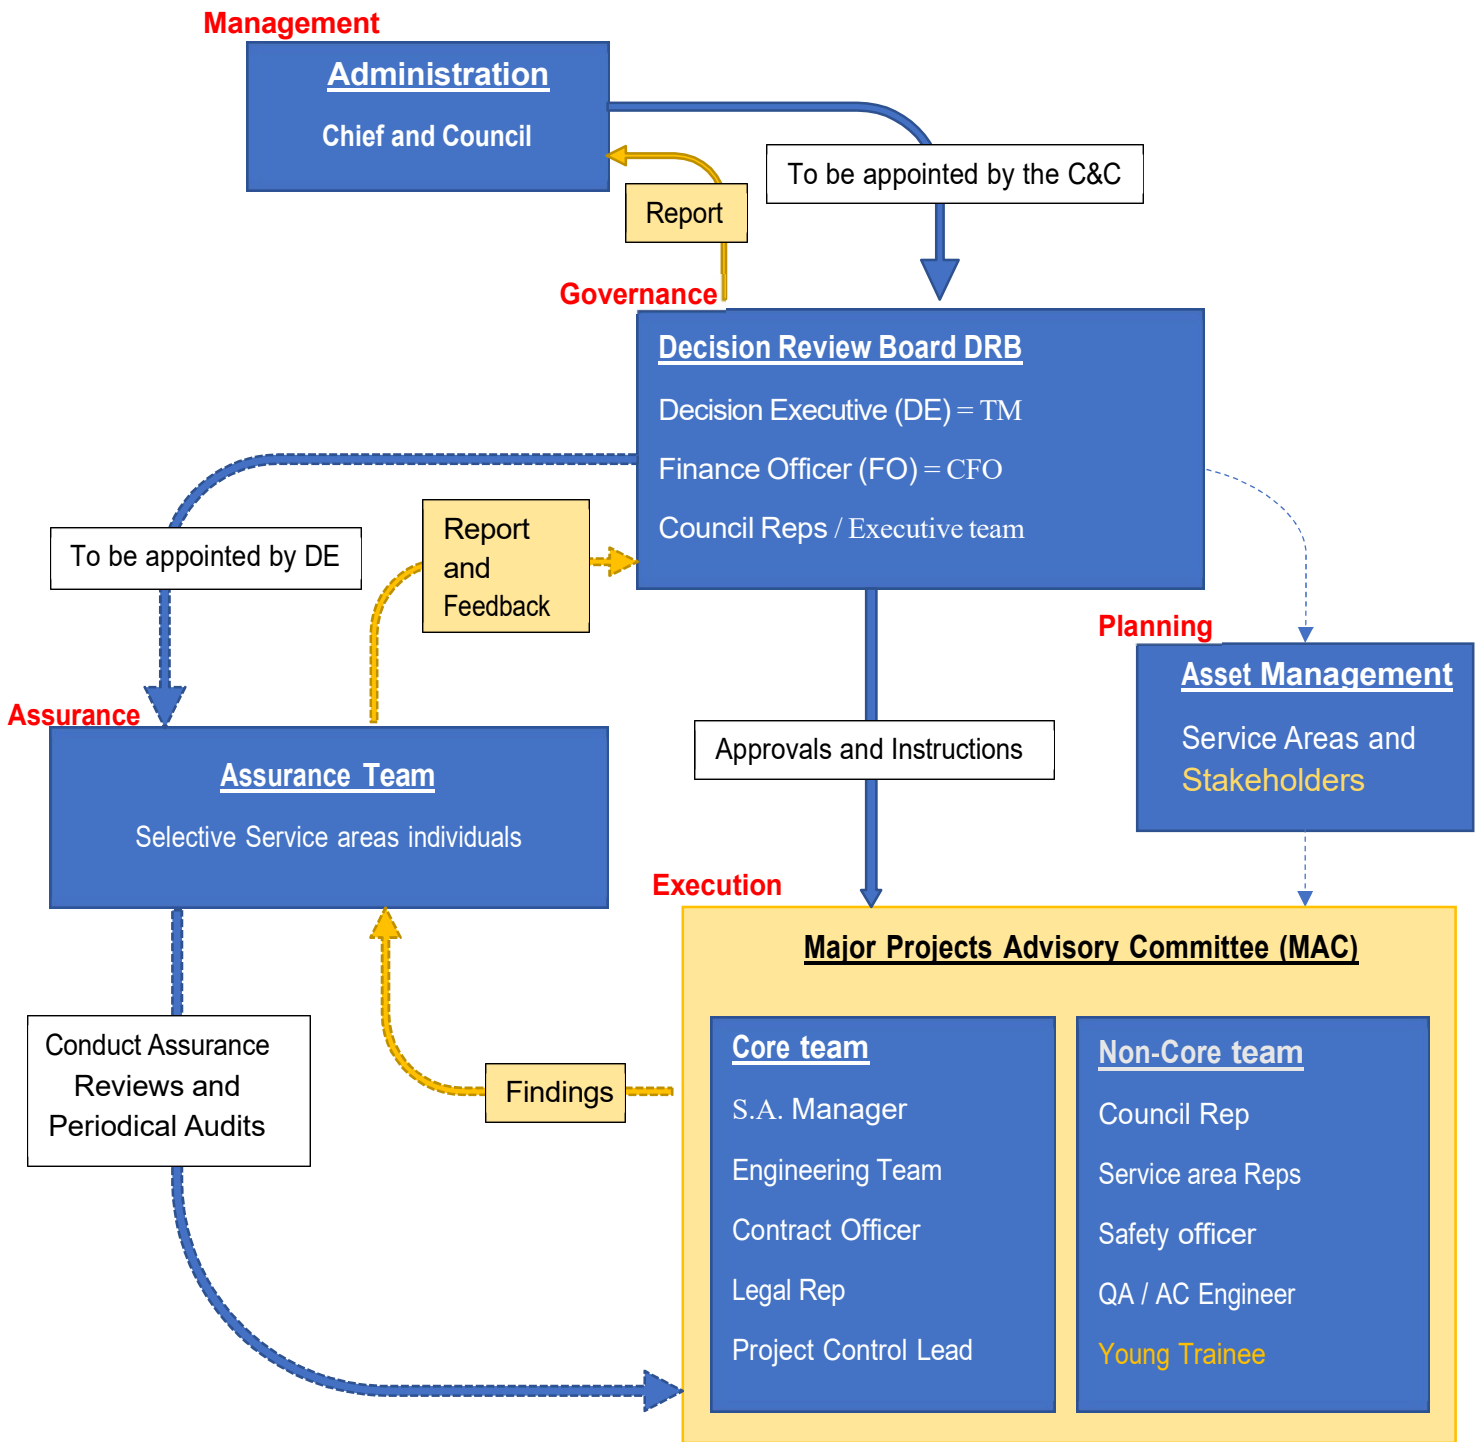 Management
Administration
Chief and Council
To be appointed by the C&C
Report
Governance
Decision Review Board DRB
Decision Executive (DE) = TM
Finance Officer (FO) = CFO
Council Reps / Executive team
To be appointed by DE
Report
and
Feedback
Planning
Asset Management
Service Areas and
Stakeholders
Assurance
Assurance Team
Selective Service areas individuals
Approvals and Instructions
Execution
Major Projects Advisory Committee (MAC)
Conduct Assurance
Reviews and
Periodical Audits
Findings
Core team
S.A. Manager
Engineering Team
Contract Officer
Legal Rep
Project Control Lead
Non-Core team
Council Rep
Service area Reps
Safety officer
QA / AC Engineer
Young Trainee